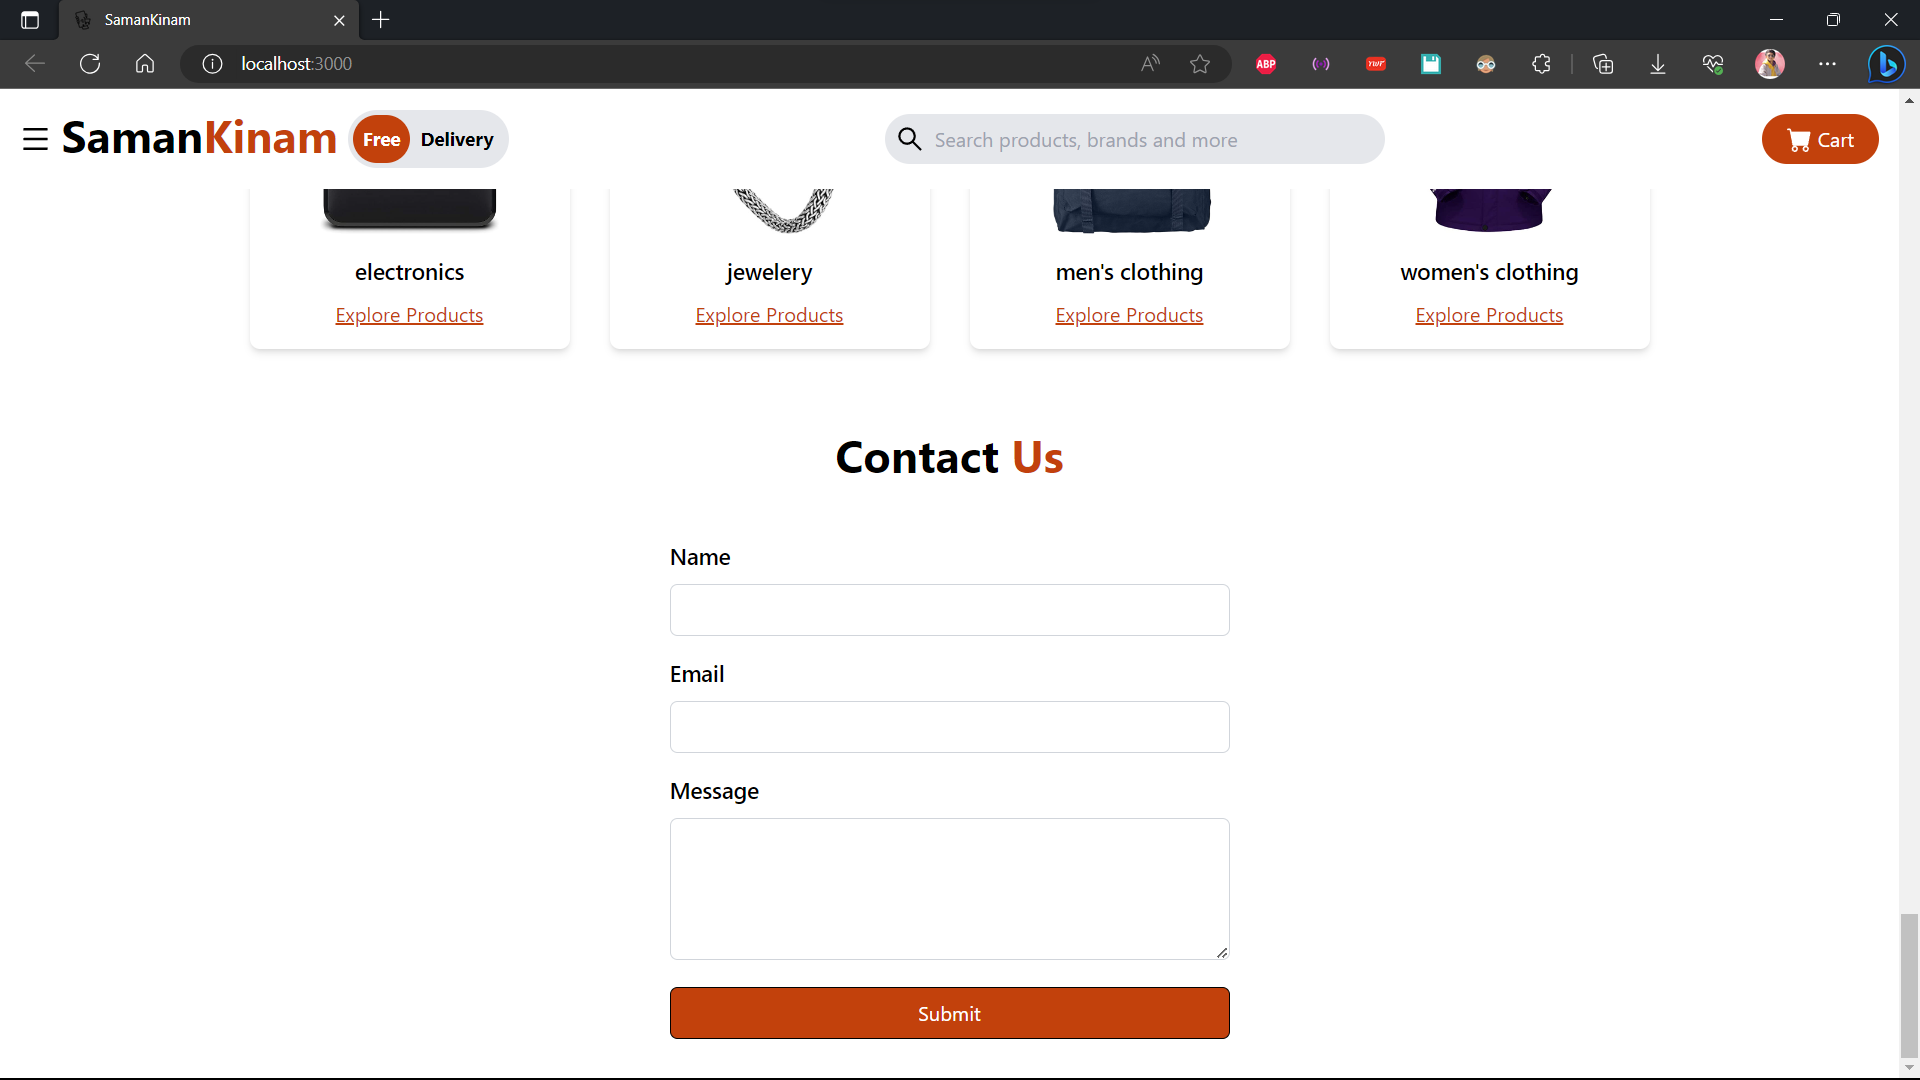 SamanKinam
localhost:3000
ABP
SamanKinam Free Delivery
Search products, brands and more
Cart
electronics
jewelery
men's clothing
women's clothing
Explore Products
Explore Products
Explore Products
Explore Products
Contact Us
Name
Email
Message
Submit